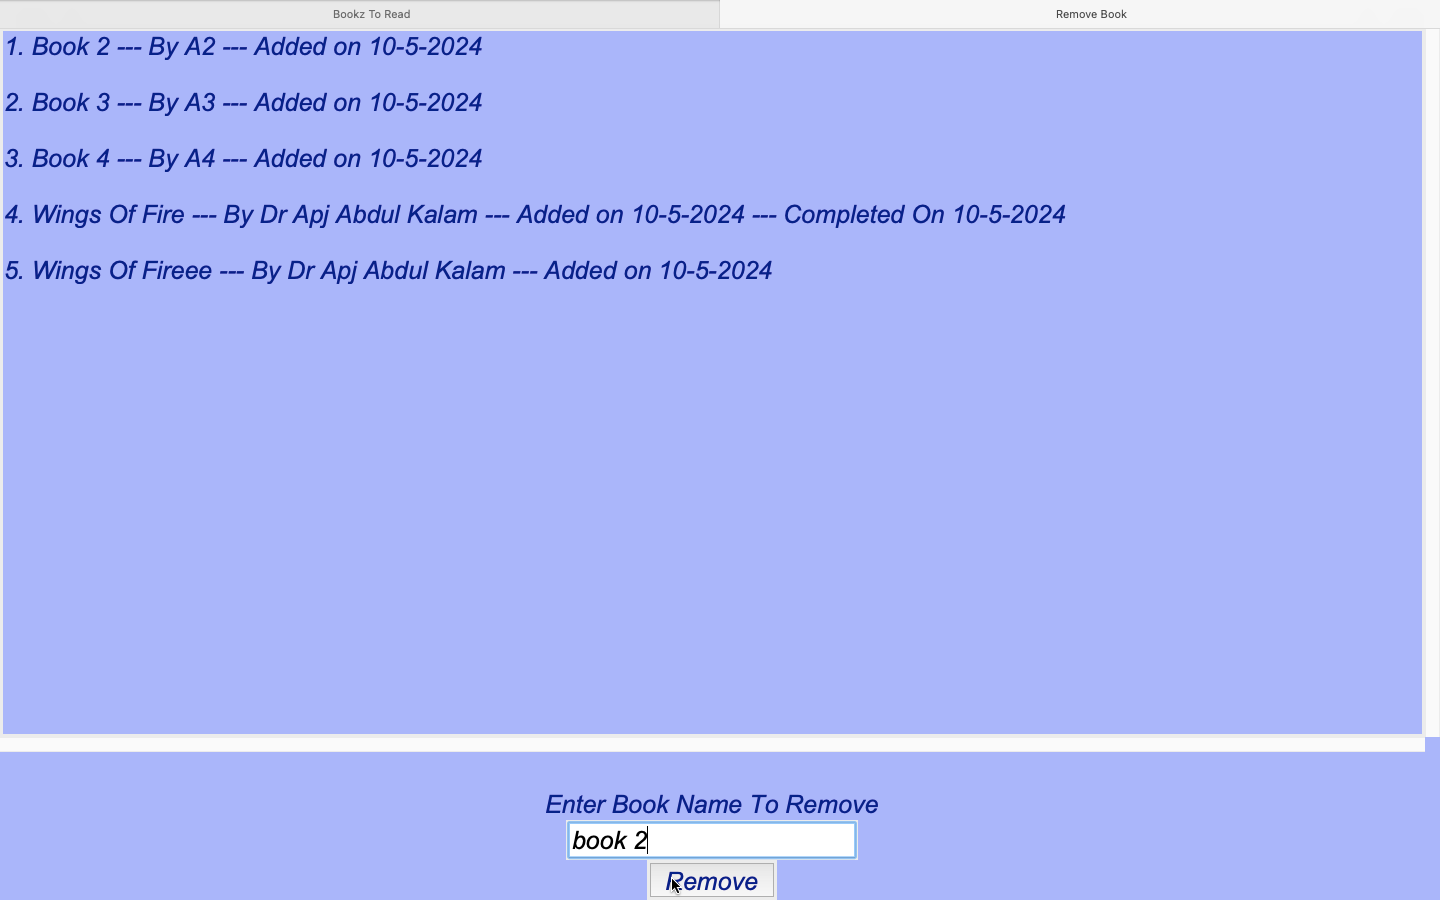 Bookz To Read
Remove Book
1. Book 2 --- By A2 --- Added on 10-5-2024
2. Book 3 --- By A3 --- Added on 10-5-2024
3. Book 4 --- By A4 --- Added on 10-5-2024
4. Wings Of Fire --- By Dr Apj Abdul Kalam --- Added on 10-5-2024 --- Completed On 10-5-2024
5. Wings Of Fireee --- By Dr Apj Abdul Kalam --- Added on 10-5-2024
Enter Book Name To Remove
book 2
Remove